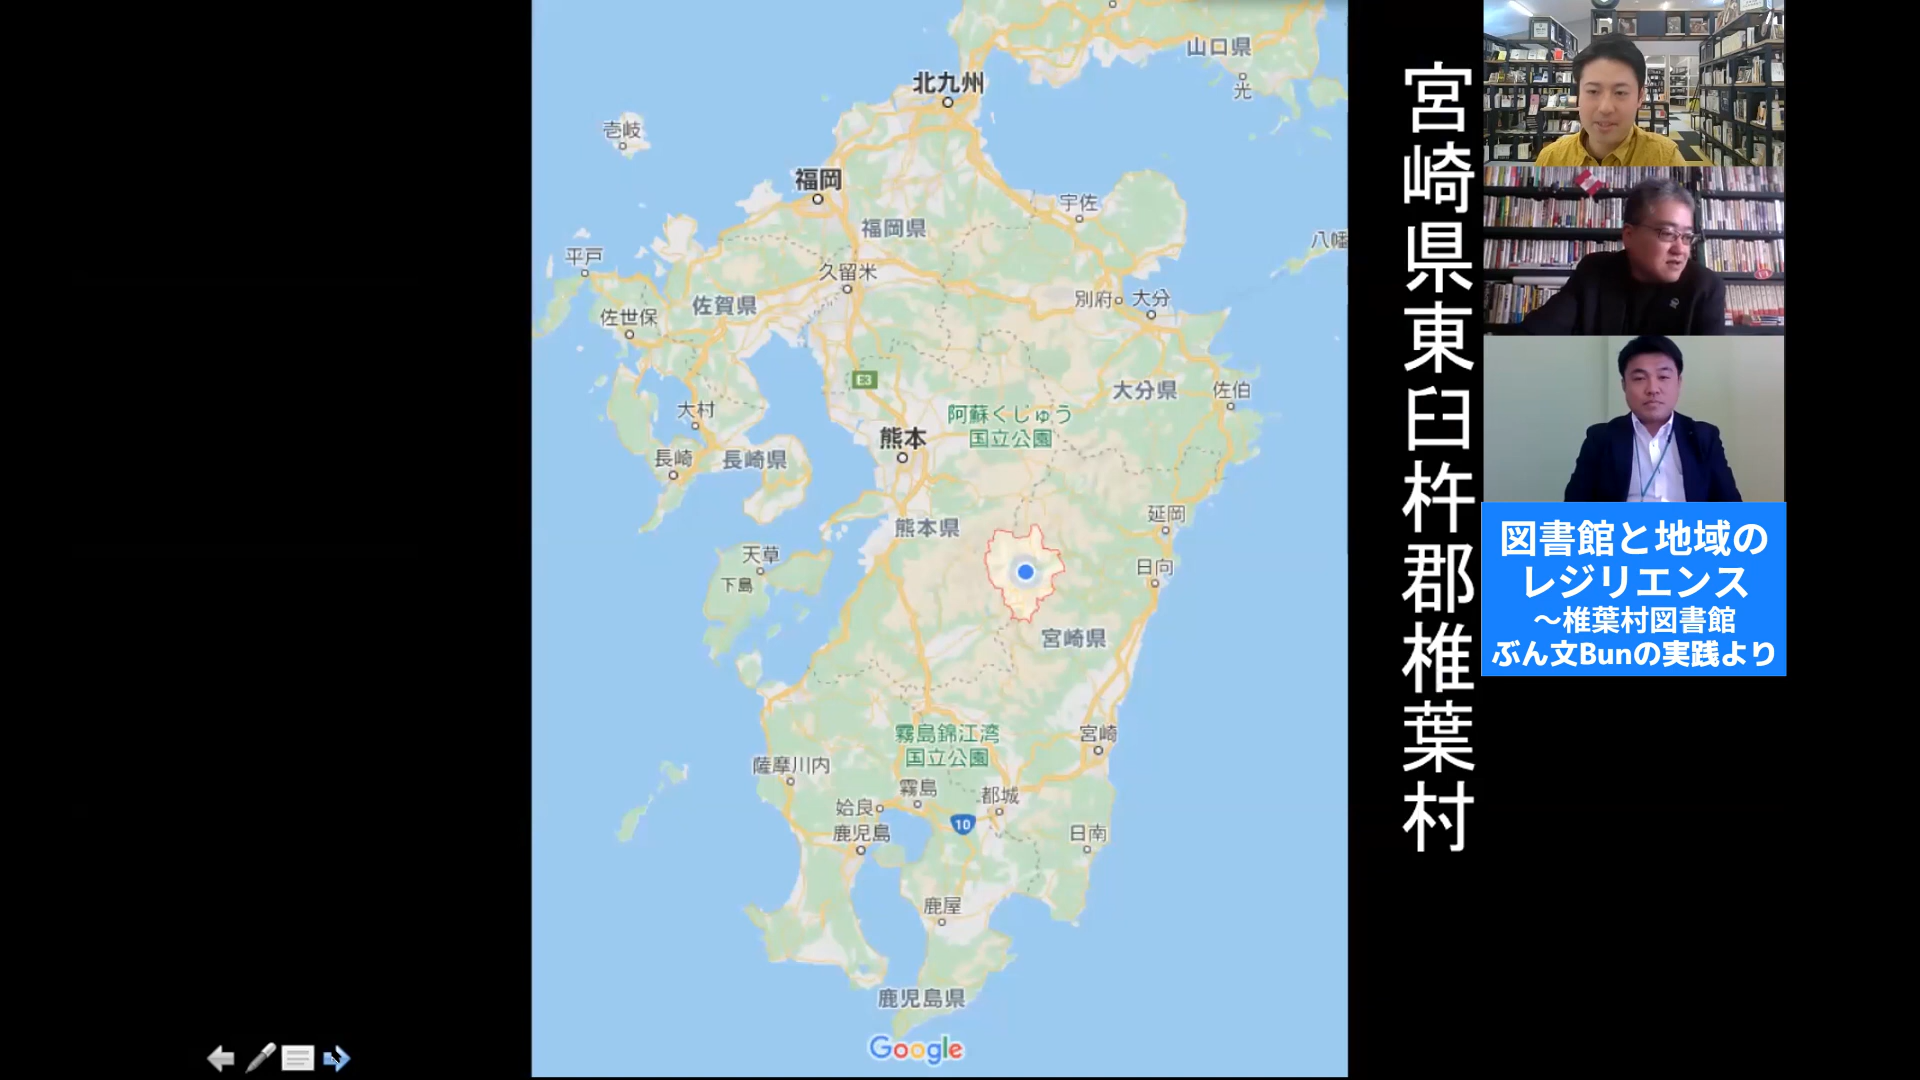 山口県
北九州
光
壱岐
福岡
宇佐
福岡県
八幡
平戸
久留米
別府
大分
佐賀県
佐世保
E3
大分県
佐伯
大村
阿蘇くじゅう
国立公園
熊本
長崎
長崎県
延岡
熊本県
天草
日向
下島
宮崎県
霧島錦江湾
国立公園
宮崎
薩摩川内
霧島
都城
姶良
10
鹿児島
日南
鹿屋
鹿児島県
Google
宮崎県東臼杵郡椎葉村
図書館と地域の
レジリエンス
～椎葉村図書館
ぶん文Bunの実践より